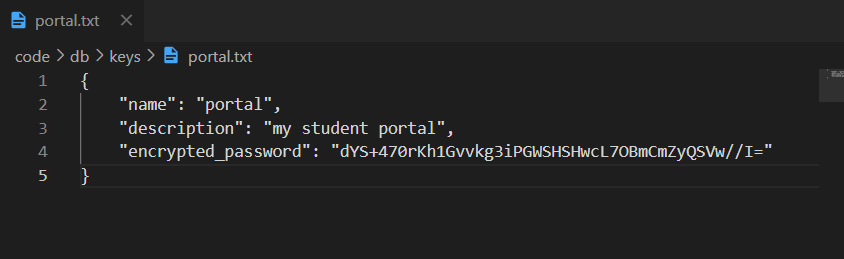 portal.txt
code > db > keys > portal.txt
1 {
2 "name": "portal",
3 "description": "my student portal",
4 "encrypted_password": "dYS+470rKh1Gvvkg3iPGWSHSHwcL7OBmCmZyQSVw//I="
5 }